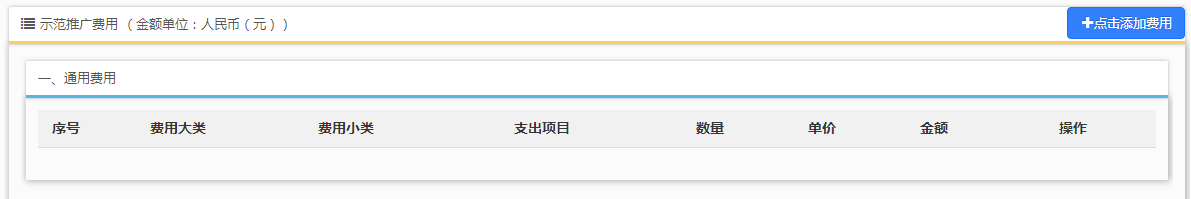 示范推广费用 （ 金额单位：人民币（ 元 ））
点击添加费用
一、通用费用
序号 费用大类 费用小类 支出项目 数量 单价 金额 操作